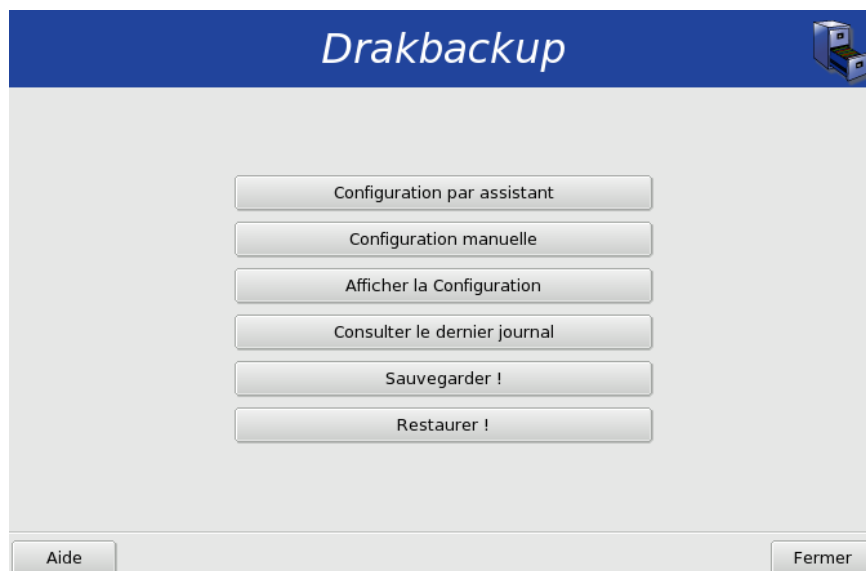 Drakbackup
Configuration par assistant
Configuration manuelle
Afficher la Configuration
Consulter le dernier journal
Sauvegarder !
Restaurer !
Aide
Fermer